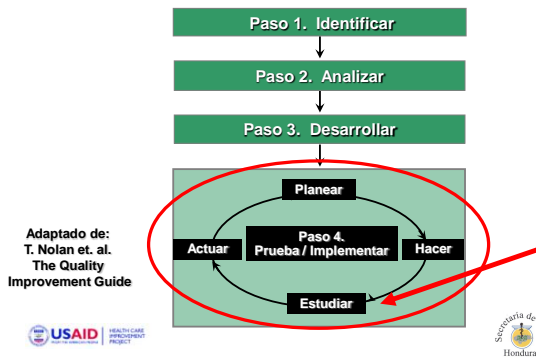 Paso 1. Identificar
Paso 2. Analizar
Paso 3. Desarrollar
Planear
Adaptado de:
T. Nolan et. al.
The Quality
Improvement Guide
Actuar
Paso 4.
Prueba / Implementar
Hacer
Estudiar
USAID
HEALTH CARE
IMPROVEMENT
PROJECT
Secretaria de
Hondura